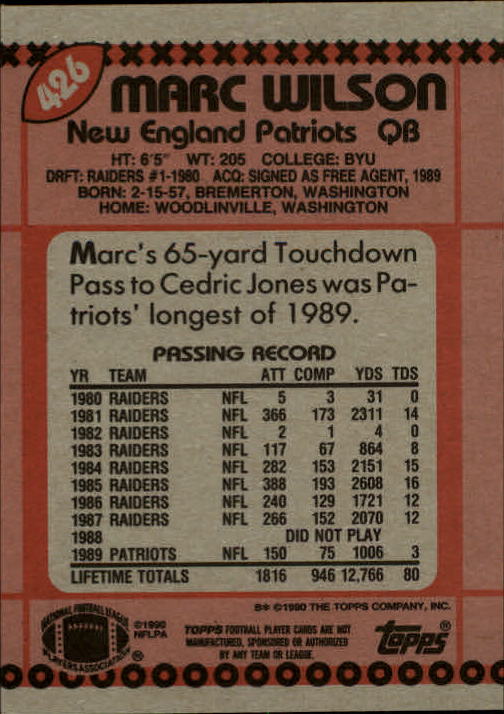 426
MARC WILSON
New England Patriots QB
HT: 6'5" WT: 205 COLLEGE: BYU
DRFT: RAIDERS #1-1980 ACQ: SIGNED AS FREE AGENT, 1989
BORN: 2-15-57, BREMERTON, WASHINGTON
HOME: WOODLINVILLE, WASHINGTON
Marc's 65-yard Touchdown
Pass to Cedric Jones was Pa-
triots' longest of 1989.
PASSING RECORD
YR TEAM ATT COMP YDS TDS
1980 RAIDERS NFL 5 3 31 0
1981 RAIDERS NFL 366 173 2311 14
1982 RAIDERS NFL 2 1 4 0
1983 RAIDERS NFL 117 67 864 8
1984 RAIDERS NFL 282 153 2151 15
1985 RAIDERS NFL 388 193 2608 16
1986 RAIDERS NFL 240 129 1721 12
1987 RAIDERS NFL 266 152 2070 12
1988 DID NOT PLAY
1989 PATRIOTS NFL 150 75 1006 3
LIFETIME TOTALS 1816 946 12,766 80
B* ©1990 THE TOPPS COMPANY, INC.
NATIONAL FOOTBALL LEAGUE
PLAYERS ASSOCIATION
®
©1990
NFLPA
TOPPS FOOTBALL PLAYER CARDS ARE NOT
MANUFACTURED, SPONSORED OR AUTHORIZED
BY ANY TEAM OR LEAGUE.
topps®